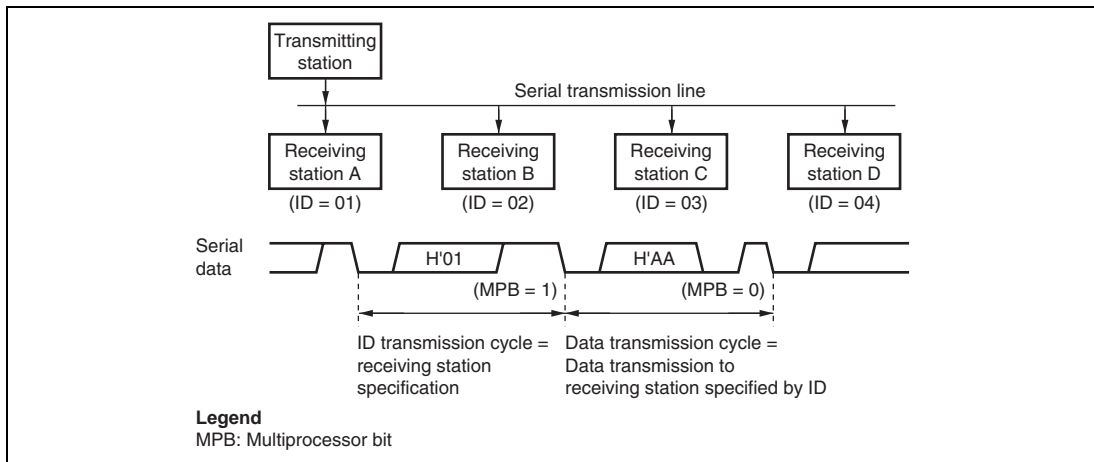 Transmitting
station
Serial transmission line
Receiving
station A
Receiving
station B
Receiving
station C
Receiving
station D
(ID = 01)
(ID = 02)
(ID = 03)
(ID = 04)
Serial
data
H'01
H'AA
(MPB = 1)
(MPB = 0)
ID transmission cycle =
receiving station
specification
Data transmission cycle =
Data transmission to
receiving station specified by ID
Legend
MPB: Multiprocessor bit